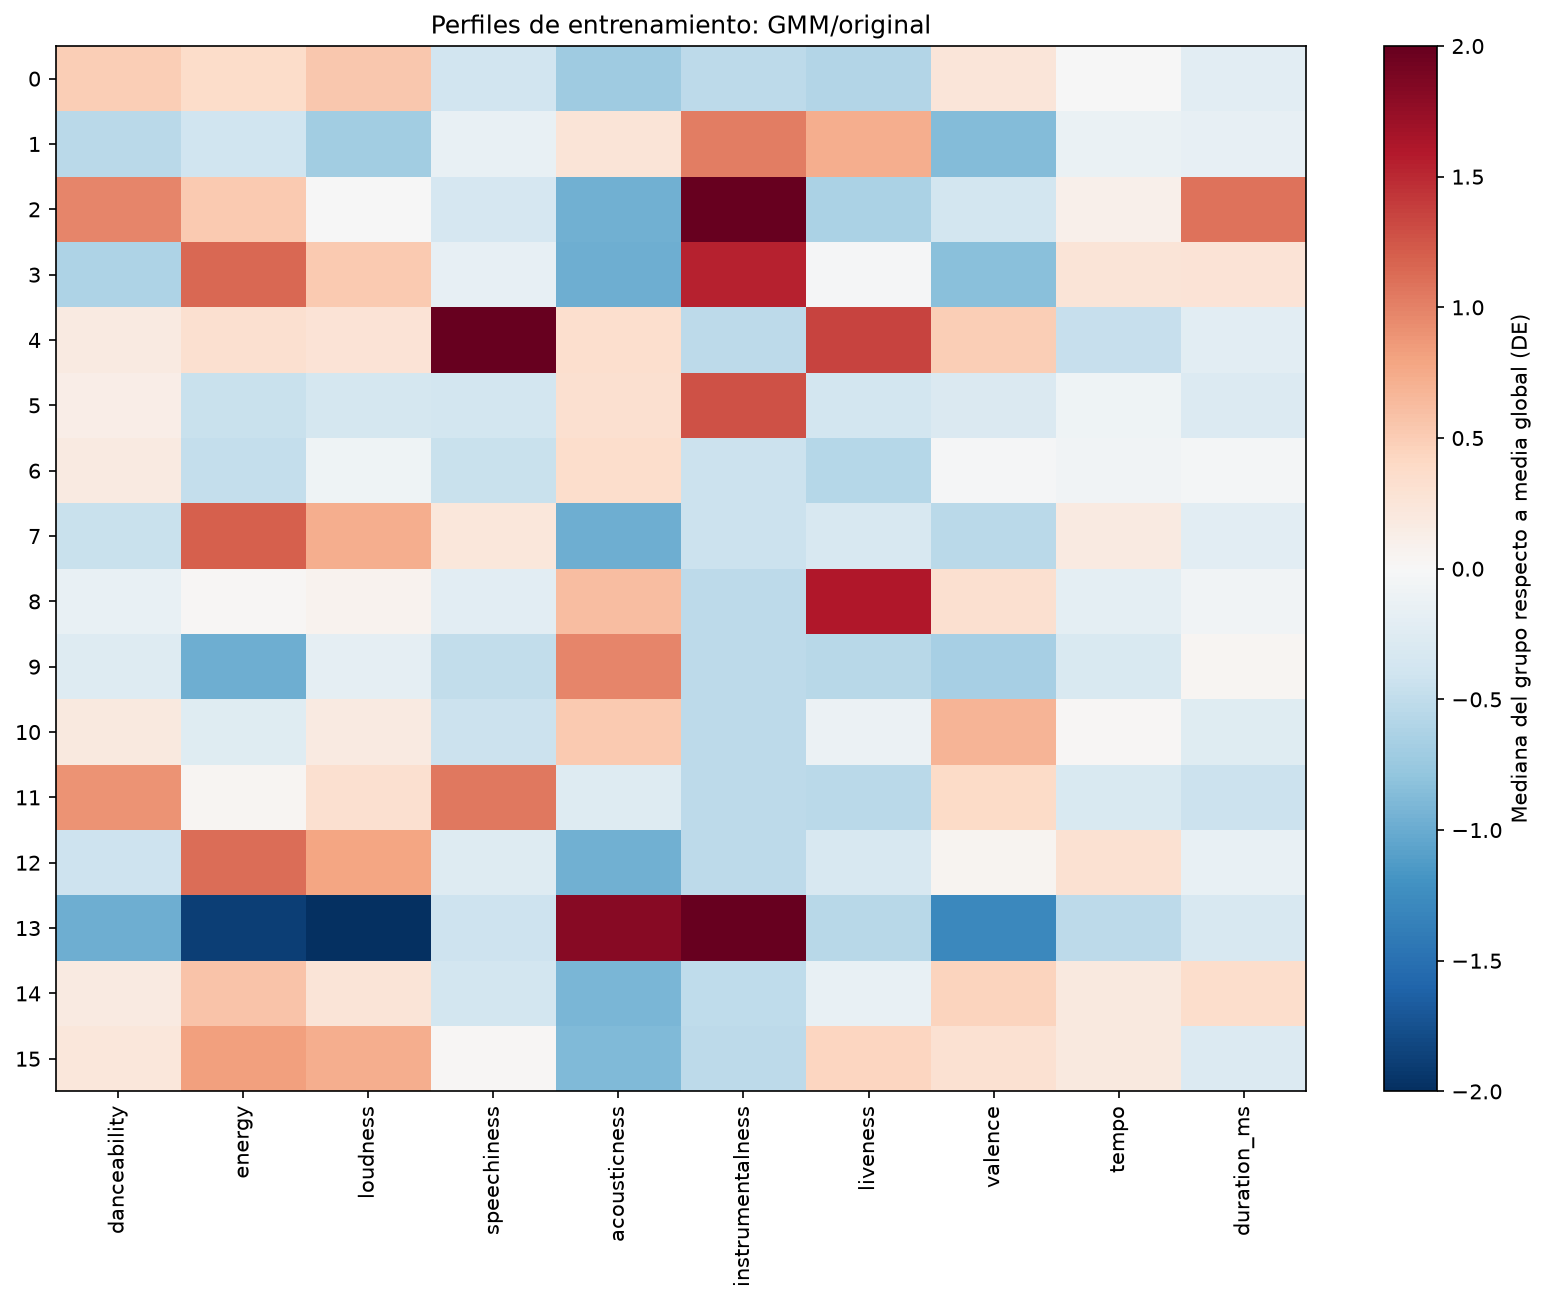 Perfiles de entrenamiento: GMM/original
0
1
2
3
4
5
6
7
8
9
10
11
12
13
14
15
danceability
energy
loudness
speechiness
acousticness
instrumentalness
liveness
valence
tempo
duration_ms
2.0
1.5
1.0
0.5
0.0
−0.5
−1.0
−1.5
−2.0
Mediana del grupo respecto a media global (DE)